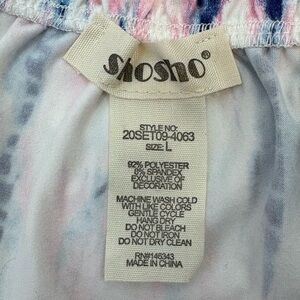 Shosho®
STYLE NO:
20SET09-4063
SIZE: L
92% POLYESTER
8% SPANDEX
EXCLUSIVE OF
DECORATION
MACHINE WASH COLD
WITH LIKE COLORS
GENTLE CYCLE
HANG DRY
DO NOT BLEACH
DO NOT IRON
DO NOT DRY CLEAN
RN#146343
MADE IN CHINA